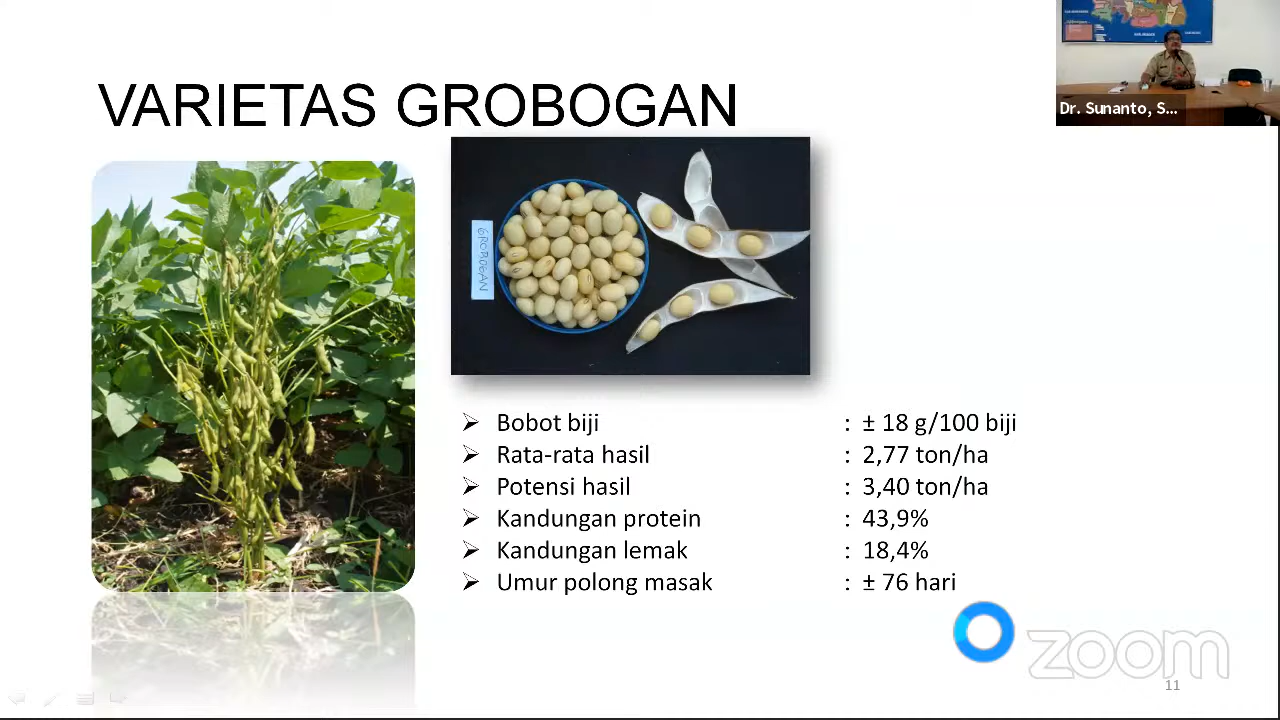 VARIETAS GROBOGAN
Dr. Sunanto, S...
GROBOGAN
➢ Bobot biji : ± 18 g/100 biji
➢ Rata-rata hasil : 2,77 ton/ha
➢ Potensi hasil : 3,40 ton/ha
➢ Kandungan protein : 43,9%
➢ Kandungan lemak : 18,4%
➢ Umur polong masak : ± 76 hari
zoom
11